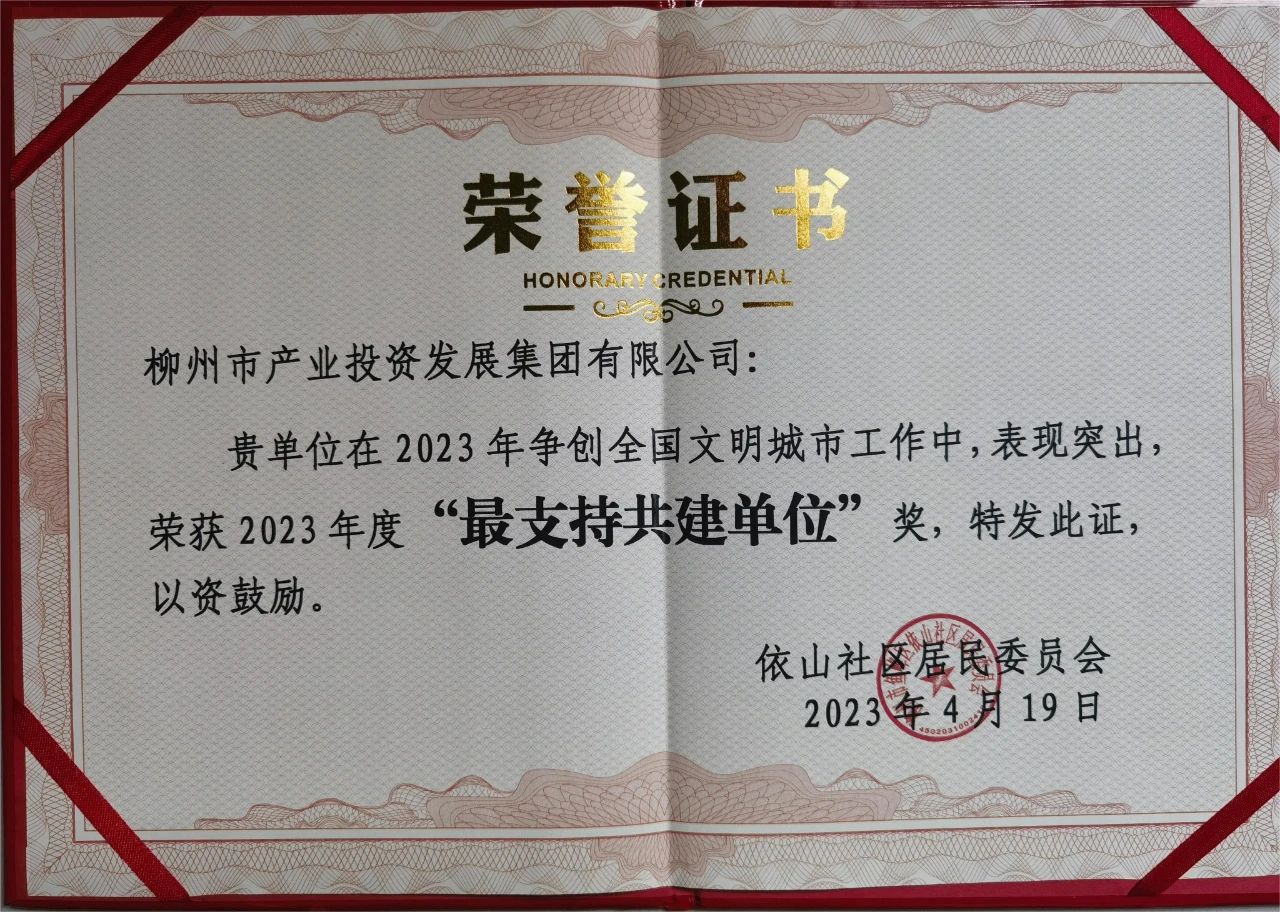 荣誉证书
HONORARY CREDENTIAL
柳州市产业投资发展集团有限公司：
贵单位在2023年争创全国文明城市工作中，表现突出，
荣获2023年度“最支持共建单位”奖，特发此证，
以资鼓励。
依山社区居民委员会
2023年4月19日